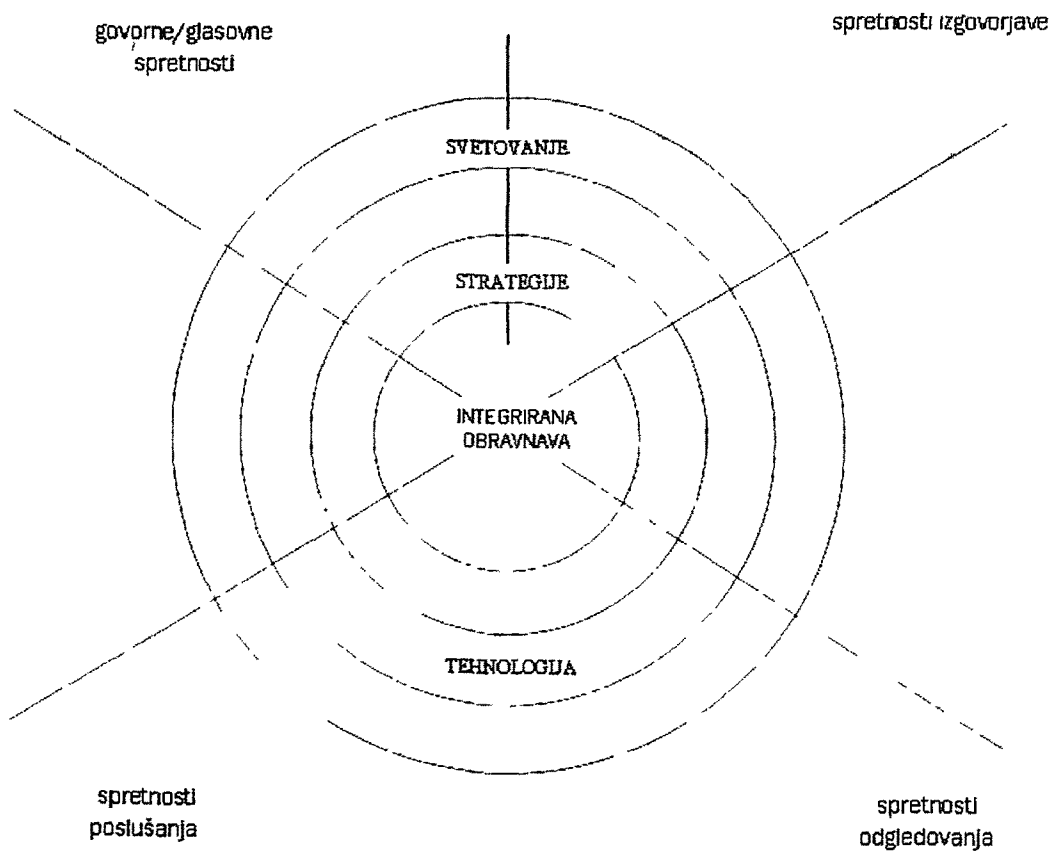 govorne/glasovne
spretnosti
spretnosti izgovorjave
SVETOVANJE
STRATEGIJE
INTEGRIRANA
OBRAVNAVA
TEHNOLOGIJA
spretnosti
poslušanja
spretnosti
odgledovanja